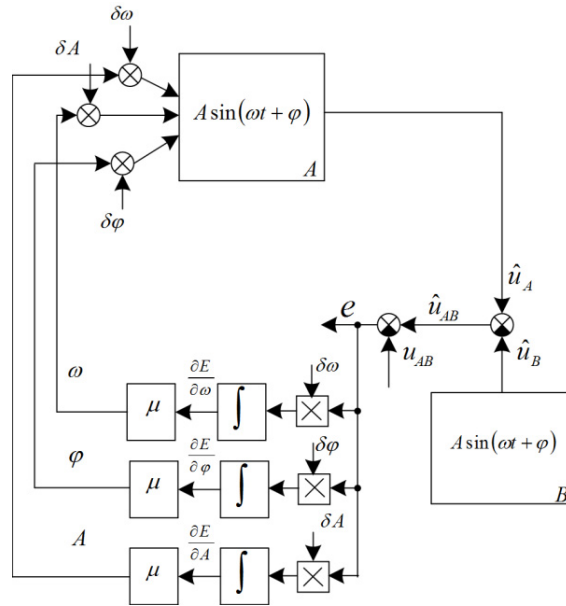 δω
δA
A sin(ωt + φ)
A
δφ
û_A
e
û_AB
u_AB
û_B
ω
μ
∂E/∂ω
∫
δω
A sin(ωt + φ)
B
φ
μ
∂E/∂φ
∫
δφ
A
μ
∂E/∂A
∫
δA